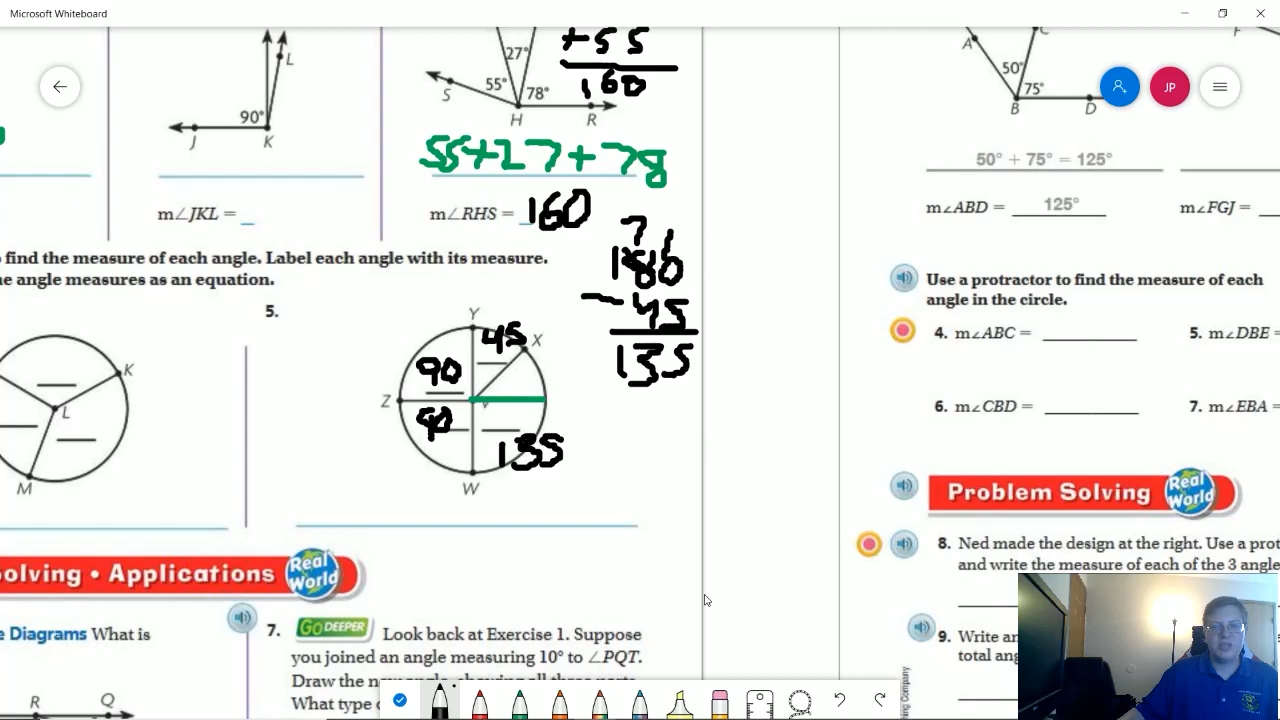 Microsoft Whiteboard
L
90°
J
K
m∠JKL = _
27°
55°
78°
S
H
R
+55
160
55+27+78
m∠RHS = 160
7 1
180
- 45
135
find the measure of each angle. Label each angle with its measure.
e angle measures as an equation.
K
L
M
5.
Y
45
X
90
Z
V
90
135
W
olving • Applications
Real World
e Diagrams What is
R
Q
7. GO DEEPER Look back at Exercise 1. Suppose
you joined an angle measuring 10° to ∠PQT.
What type
A
C
50°
75°
B
D
JP
50° + 75° = 125°
m∠ABD = 125°
m∠FGJ =
Use a protractor to find the measure of each
angle in the circle.
4. m∠ABC =
5. m∠DBE =
6. m∠CBD =
7. m∠EBA =
Problem Solving
Real World
8. Ned made the design at the right. Use a prot
and write the measure of each of the 3 angle
9. Write an
total ang
ning Company